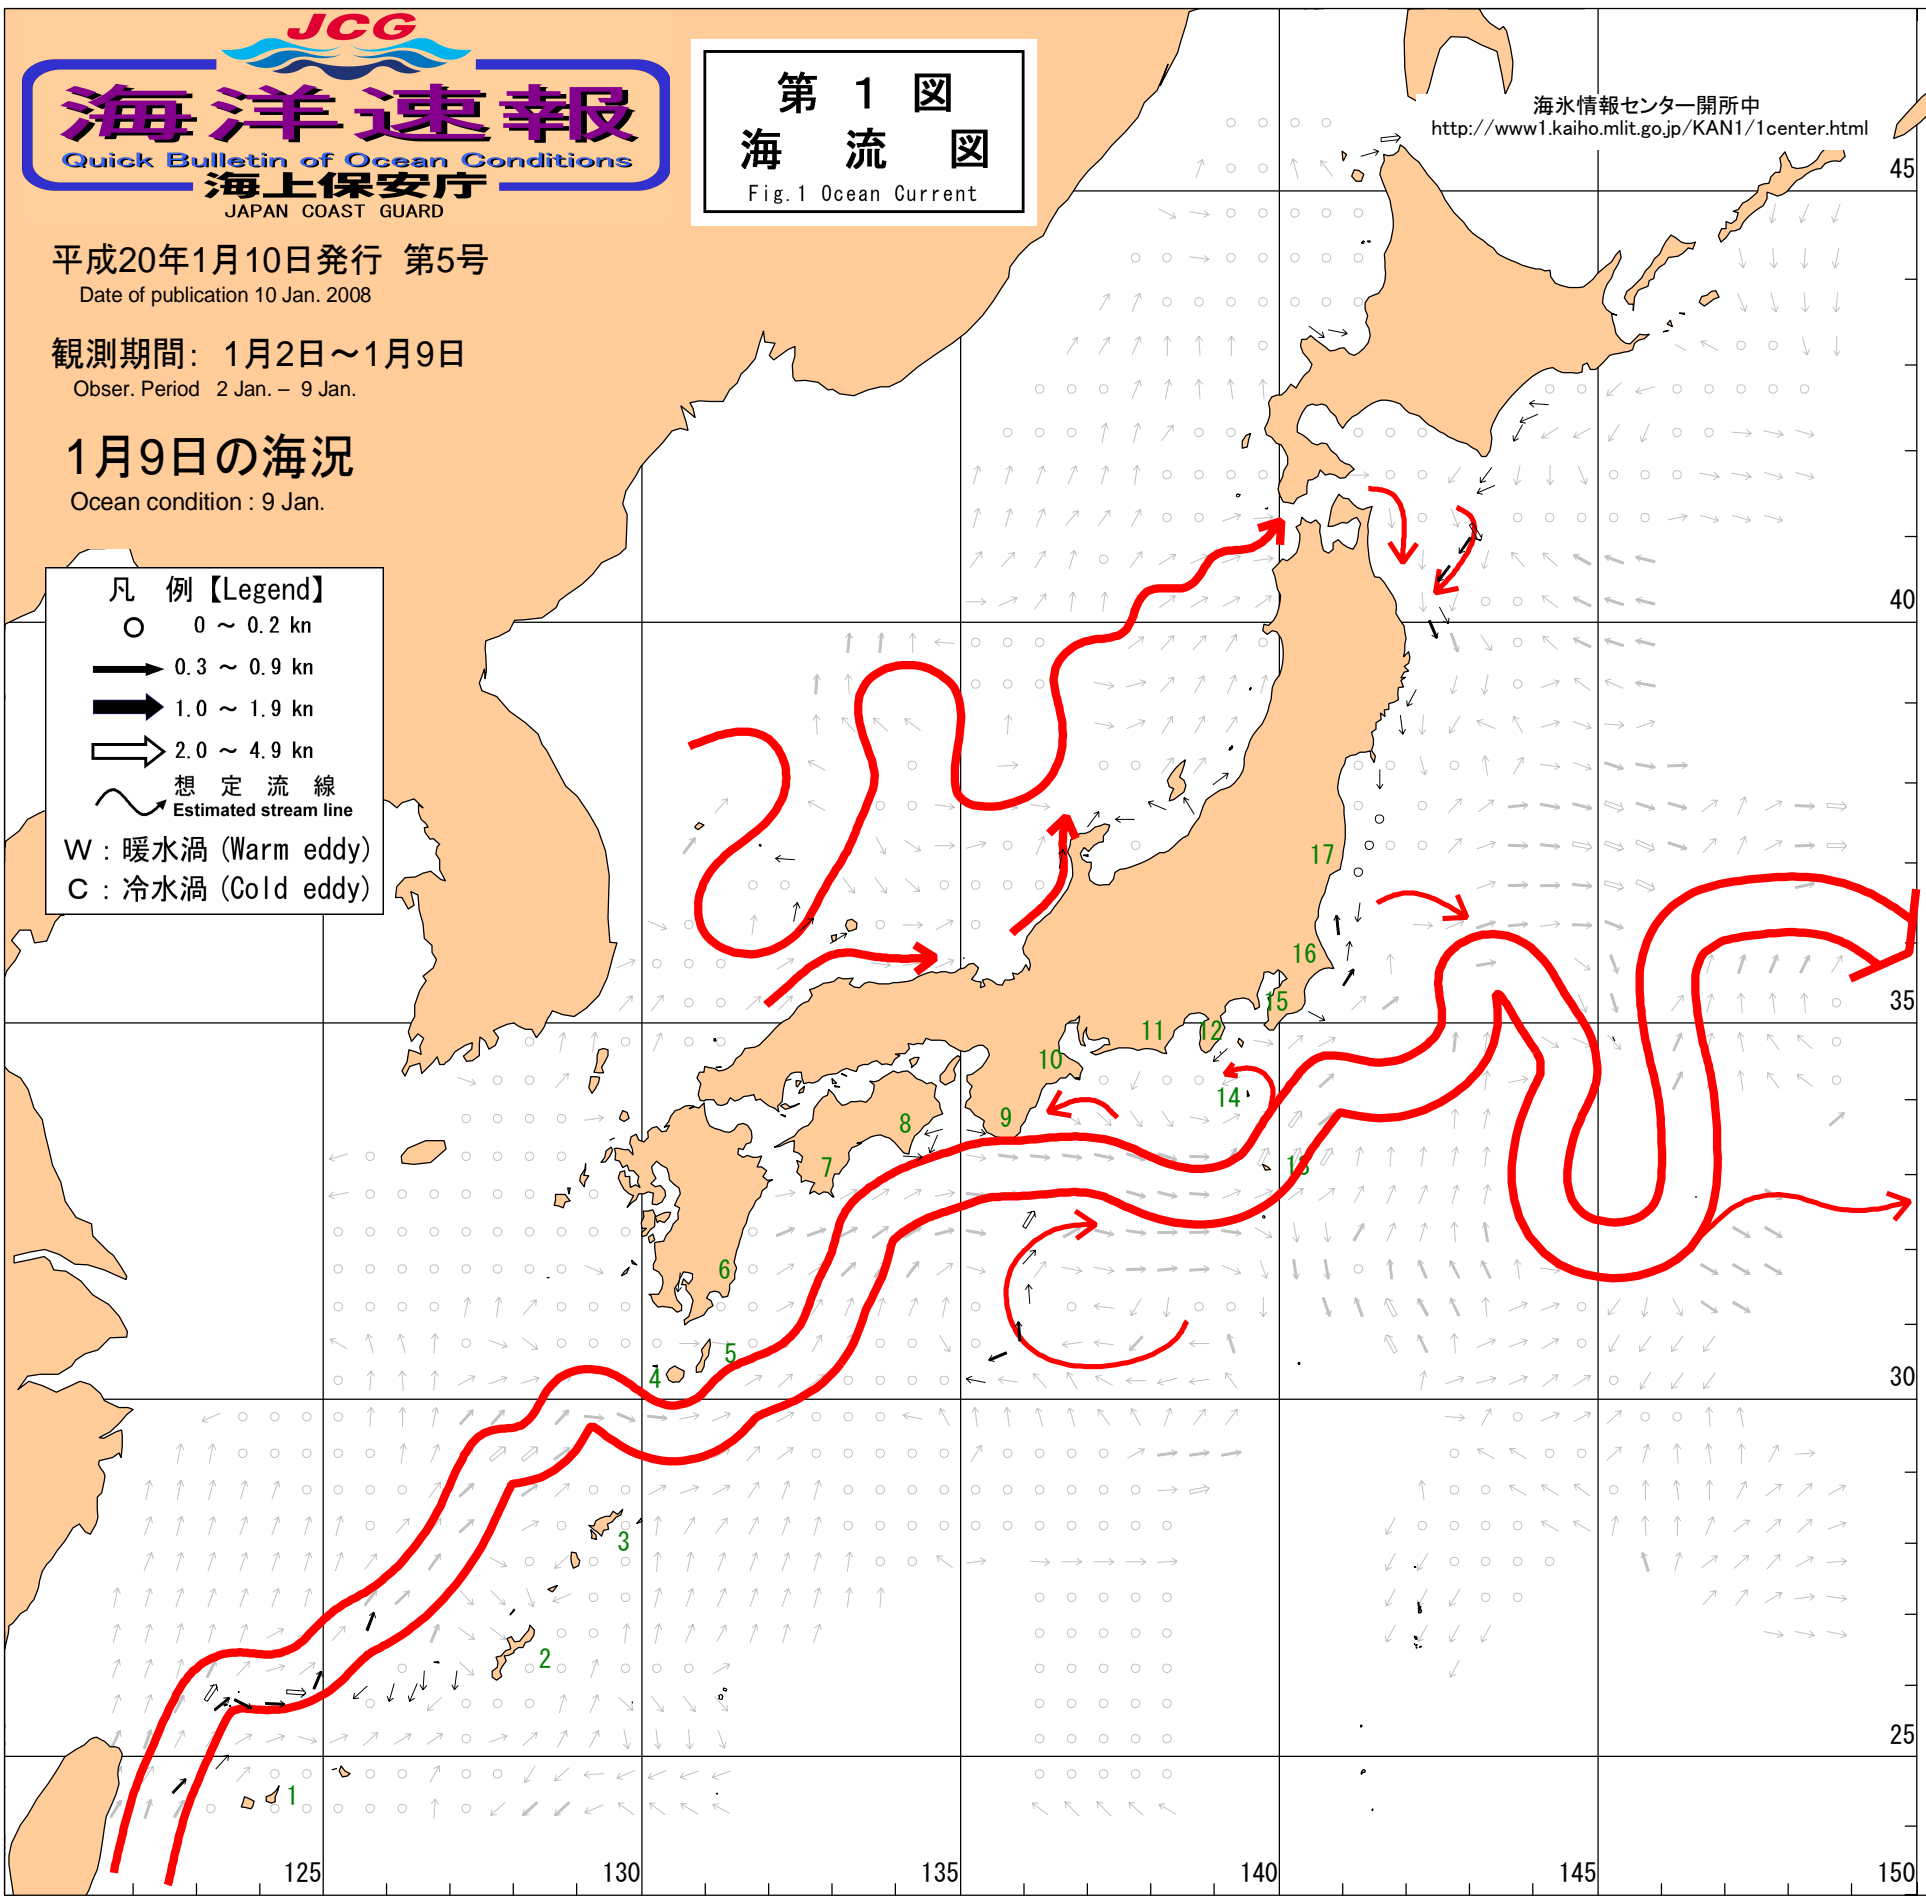 JCG
海洋速報
Quick Bulletin of Ocean Conditions
海上保安庁
JAPAN COAST GUARD
第 1 図
海 流 図
Fig.1 Ocean Current
海氷情報センター開所中
http://www1.kaiho.mlit.go.jp/KAN1/1center.html
平成20年1月10日発行 第5号
Date of publication 10 Jan. 2008
観測期間: 1月2日～1月9日
Obser. Period 2 Jan. – 9 Jan.
1月9日の海況
Ocean condition : 9 Jan.
凡 例【Legend】
0 ～ 0.2 kn
0.3 ～ 0.9 kn
1.0 ～ 1.9 kn
2.0 ～ 4.9 kn
想 定 流 線
Estimated stream line
W : 暖水渦 (Warm eddy)
C : 冷水渦 (Cold eddy)
45
40
35
30
25
17
16
15
12
11
10
14
9
8
7
13
6
5
4
3
2
1
125
130
135
140
145
150